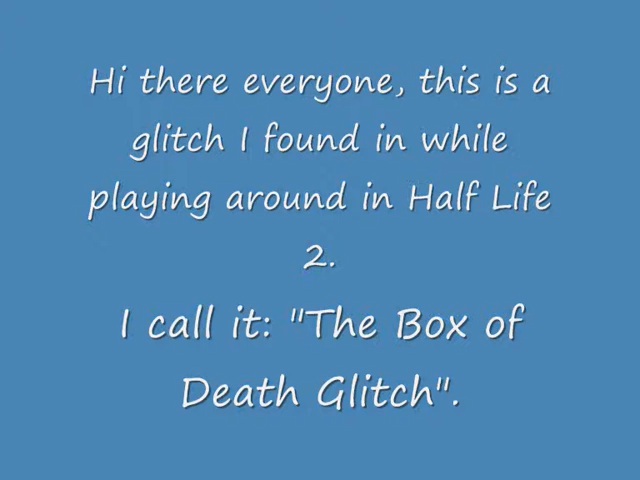 Hi there everyone, this is a
glitch I found in while
playing around in Half Life
2.
I call it: "The Box of
Death Glitch".